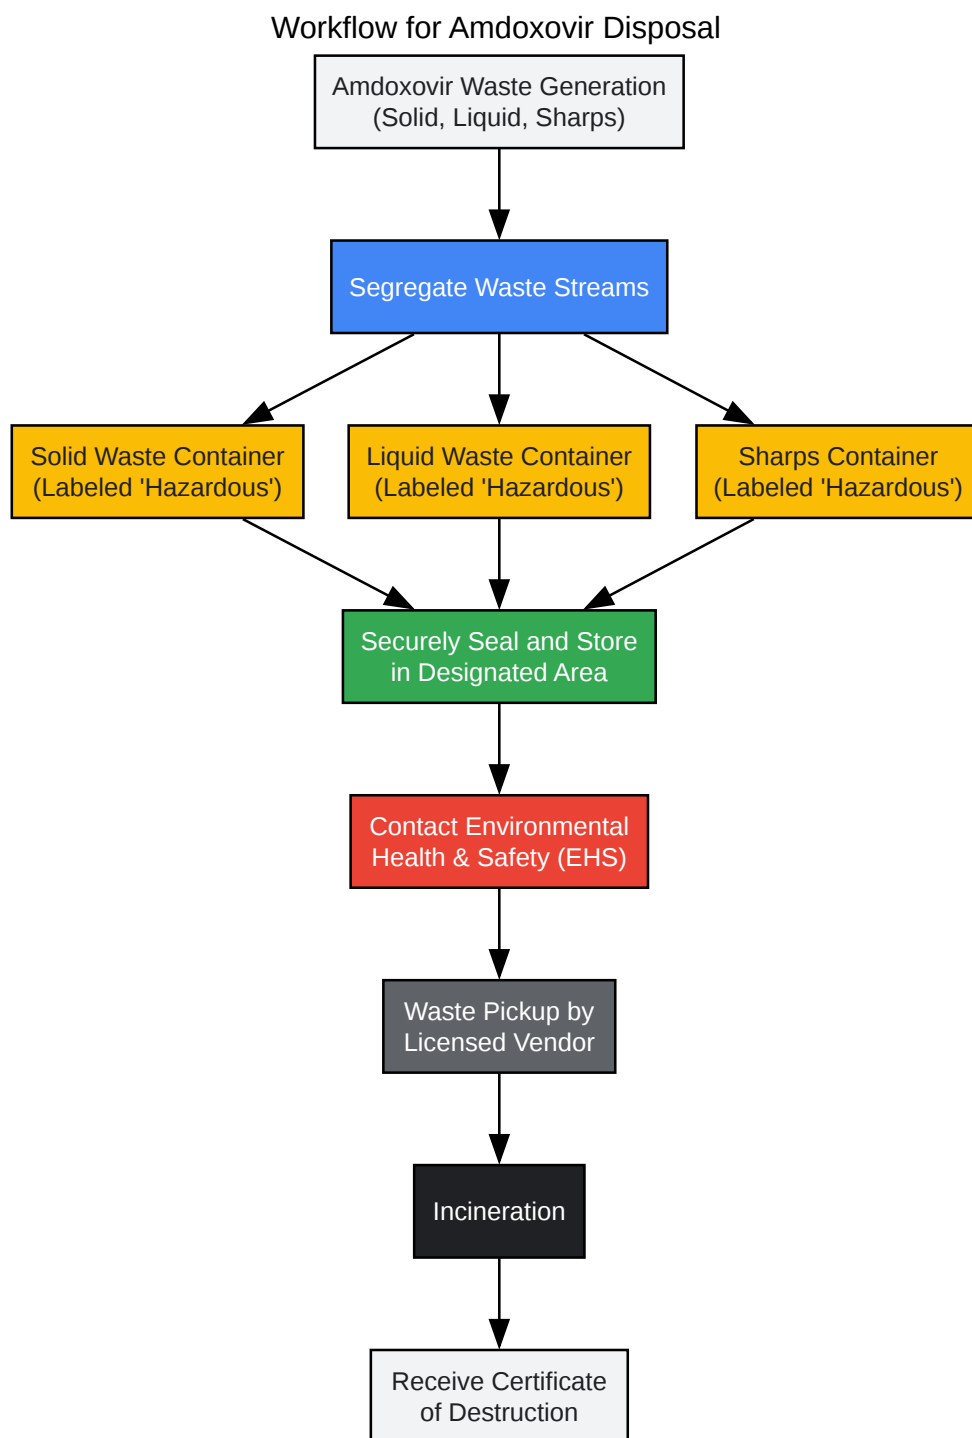 Workflow for Amdoxovir Disposal
Amdoxovir Waste Generation
(Solid, Liquid, Sharps)
Segregate Waste Streams
Solid Waste Container
(Labeled 'Hazardous')
Liquid Waste Container
(Labeled 'Hazardous')
Sharps Container
(Labeled 'Hazardous')
Securely Seal and Store
in Designated Area
Contact Environmental
Health & Safety (EHS)
Waste Pickup by
Licensed Vendor
Incineration
Receive Certificate
of Destruction